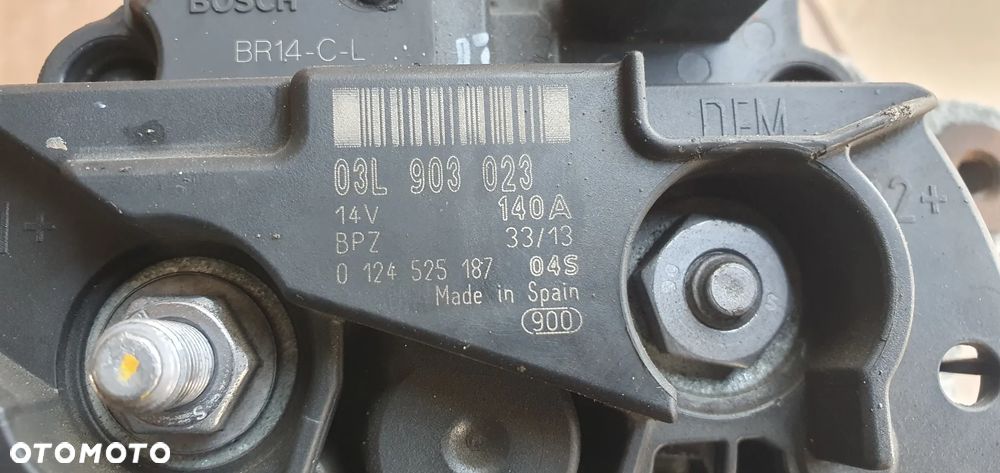 BOSCH
BR14-C-L
DFM
03L 903 023
14V 140A
BPZ 33/13
0 124 525 187 04S
Made in Spain
900
1+
2+
OTOMOTO